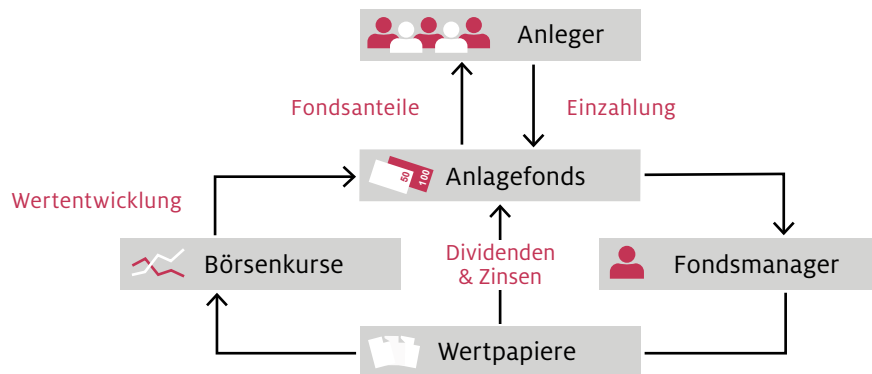 Anleger
Fondsanteile
Einzahlung
50
100
Anlagefonds
Wertentwicklung
Börsenkurse
Dividenden
& Zinsen
Fondsmanager
Wertpapiere